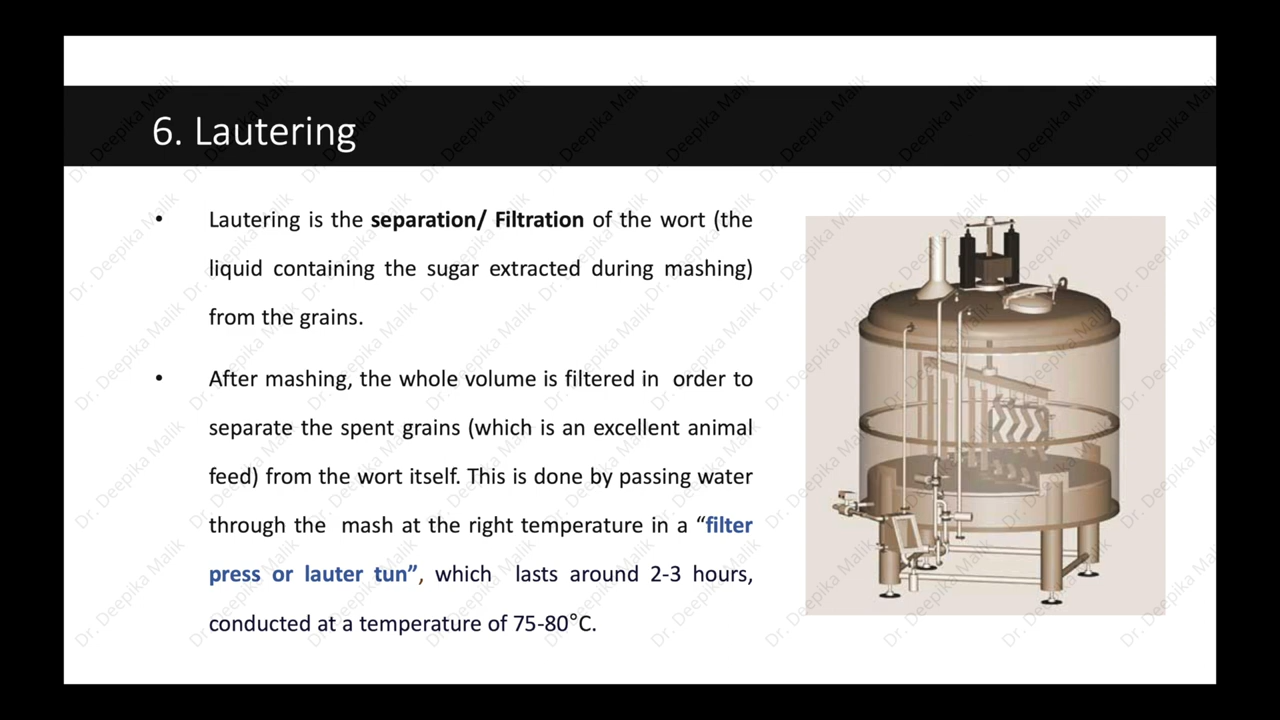 6. Lautering
• Lautering is the separation/ Filtration of the wort (the
liquid containing the sugar extracted during mashing)
from the grains.
• After mashing, the whole volume is filtered in order to
separate the spent grains (which is an excellent animal
feed) from the wort itself. This is done by passing water
through the mash at the right temperature in a “filter
press or lauter tun”, which lasts around 2-3 hours,
conducted at a temperature of 75-80°C.
Dr. Deepika Malik